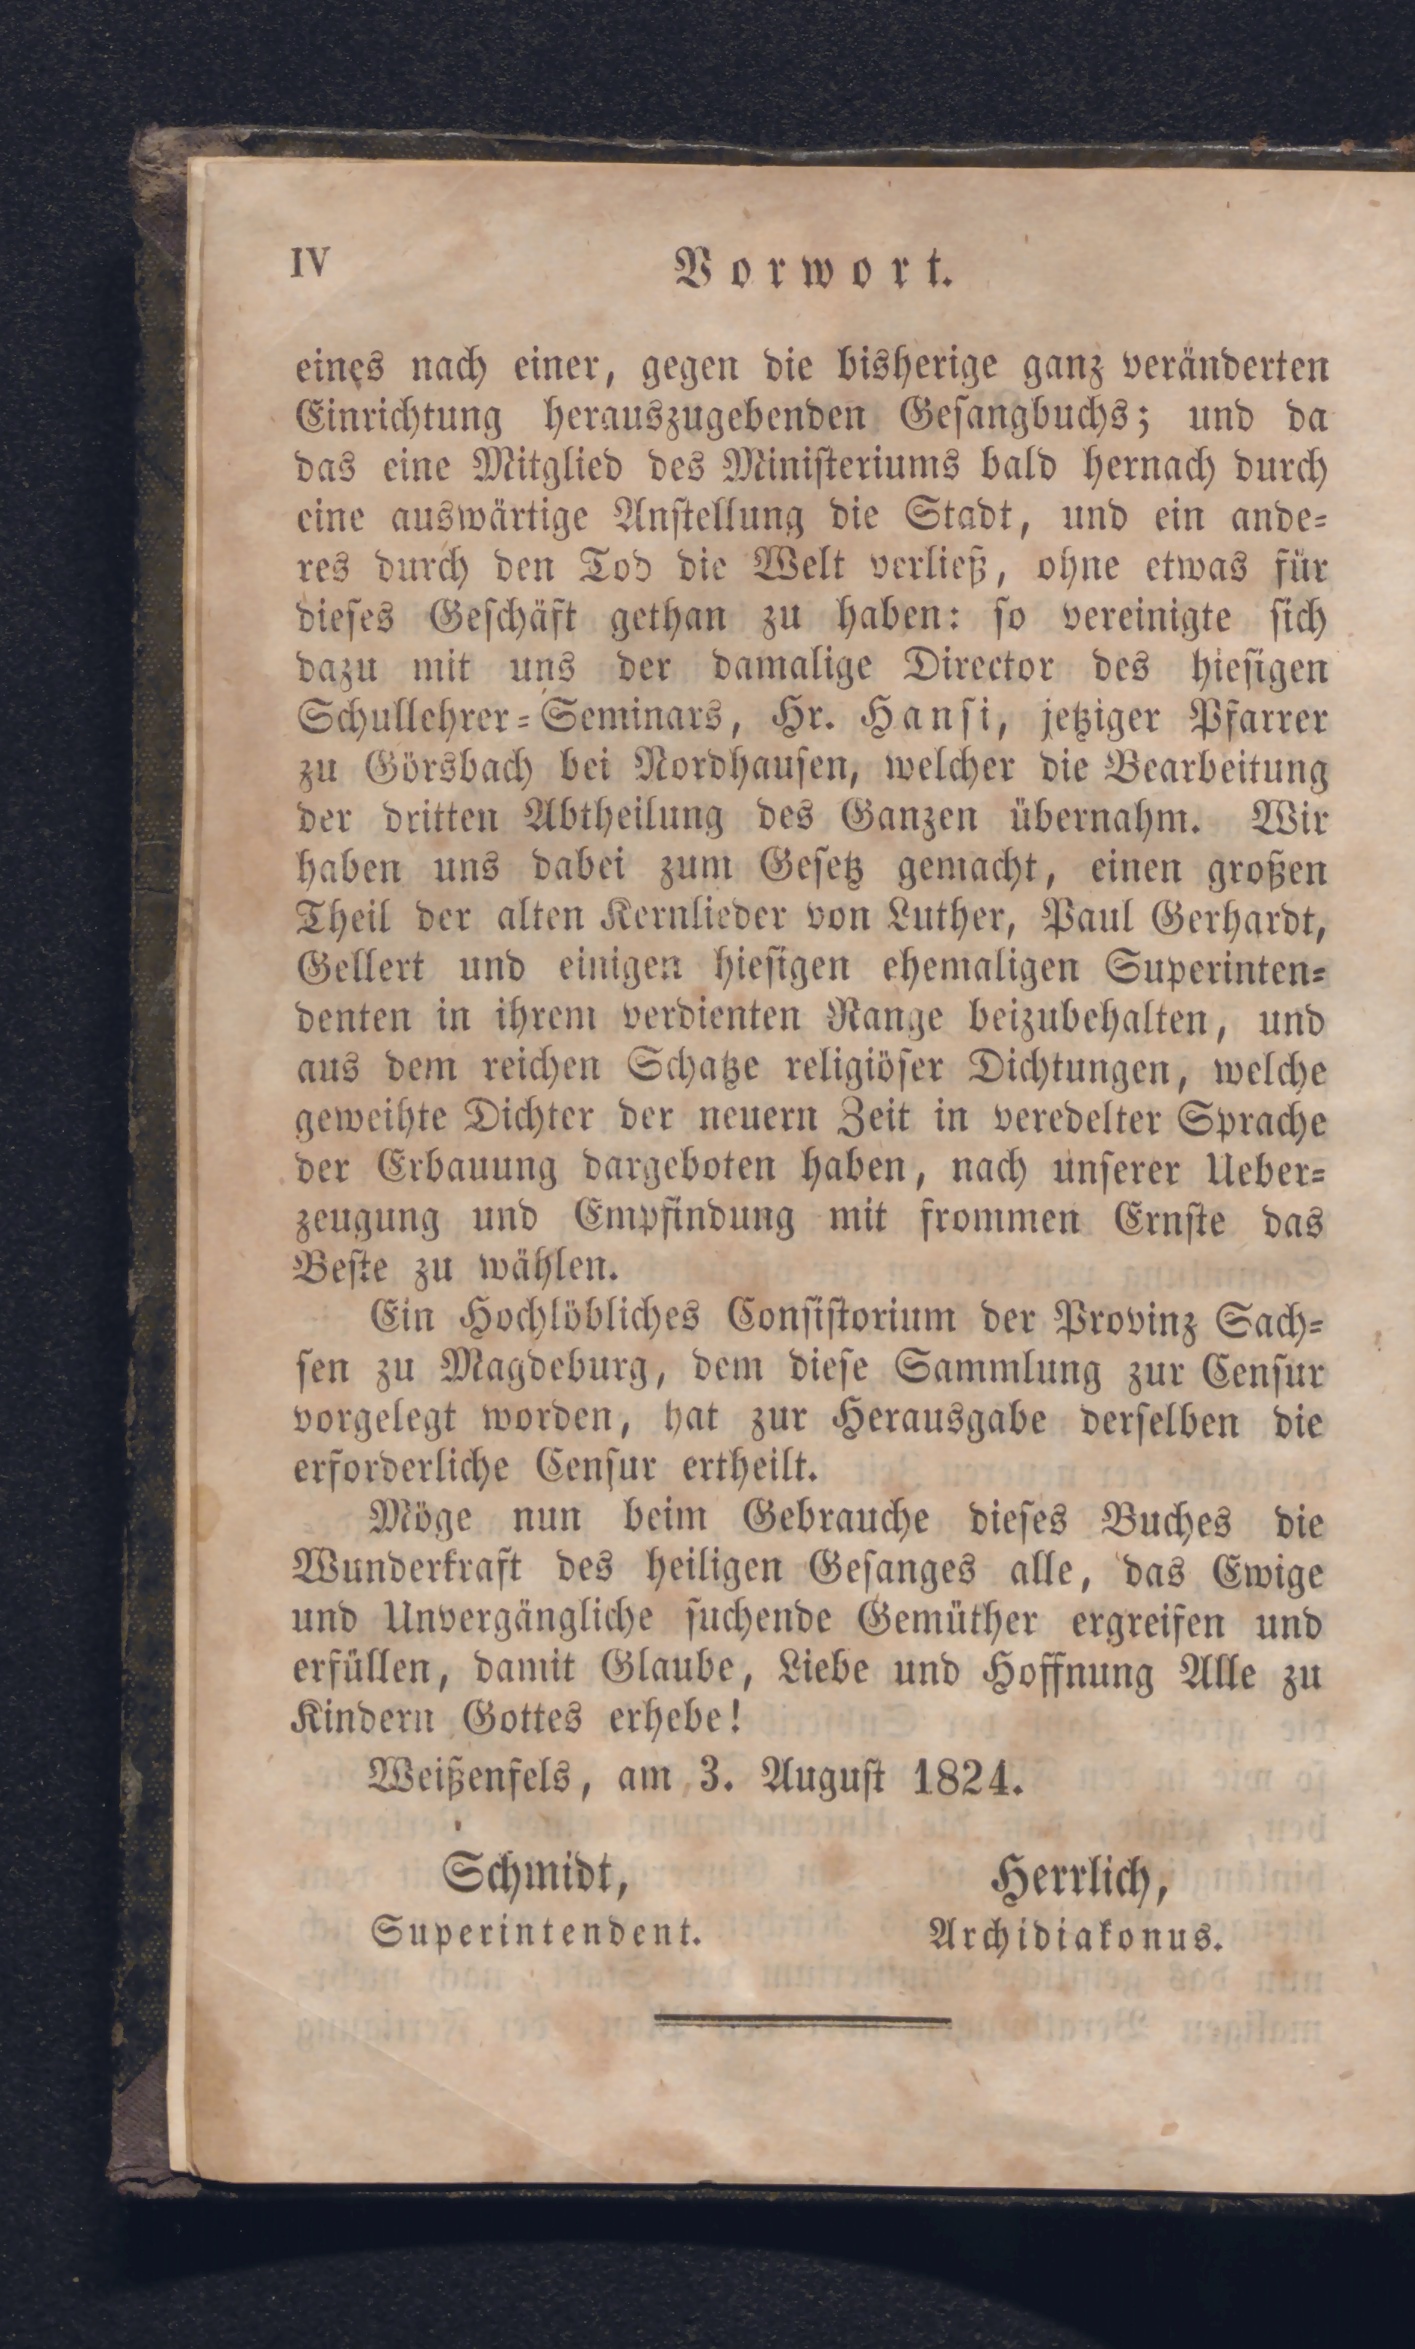 IV
Vorwort.
eines nach einer, gegen die bisherige ganz veränderten
Einrichtung herauszugebenden Geſangbuchs; und da
das eine Mitglied des Miniſteriums bald hernach durch
eine auswärtige Anſtellung die Stadt, und ein ande⸗
res durch den Tod die Welt verließ, ohne etwas für
dieſes Geſchäft gethan zu haben: ſo vereinigte ſich
dazu mit uns der damalige Director des hieſigen
Schullehrer⸗Seminars, Hr. Hanſi, jetziger Pfarrer
zu Görsbach bei Nordhauſen, welcher die Bearbeitung
der dritten Abtheilung des Ganzen übernahm. Wir
haben uns dabei zum Geſetz gemacht, einen großen
Theil der alten Kernlieder von Luther, Paul Gerhardt,
Gellert und einigen hieſigen ehemaligen Superinten⸗
denten in ihrem verdienten Range beizubehalten, und
aus dem reichen Schatze religiöſer Dichtungen, welche
geweihte Dichter der neuern Zeit in veredelter Sprache
der Erbauung dargeboten haben, nach unſerer Ueber⸗
zeugung und Empfindung mit frommen Ernſte das
Beſte zu wählen.
Ein Hochlöbliches Conſiſtorium der Provinz Sach⸗
ſen zu Magdeburg, dem dieſe Sammlung zur Cenſur
vorgelegt worden, hat zur Herausgabe derſelben die
erforderliche Cenſur ertheilt.
Möge nun beim Gebrauche dieſes Buches die
Wunderkraft des heiligen Geſanges alle, das Ewige
und Unvergängliche ſuchende Gemüther ergreifen und
erfüllen, damit Glaube, Liebe und Hoffnung Alle zu
Kindern Gottes erhebe!
Weißenfels, am 3. Auguſt 1824.
Schmidt,
Superintendent.
Herrlich,
Archidiakonus.